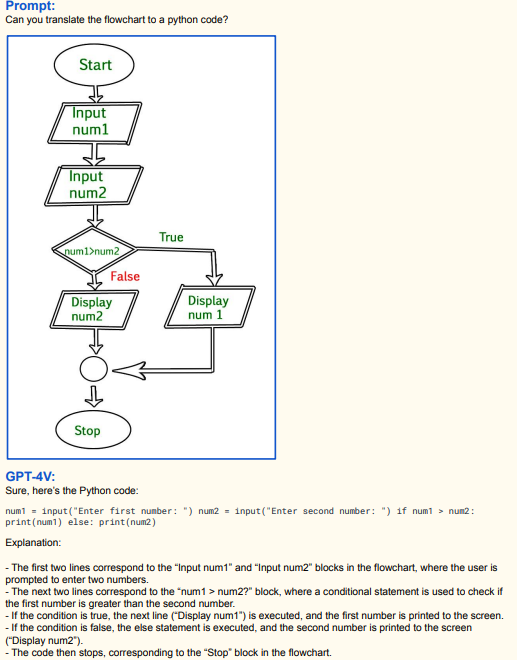 Prompt:
Can you translate the flowchart to a python code?
Start
Input
num1
Input
num2
num1>num2
True
False
Display
num2
Display
num 1
Stop
GPT-4V:
Sure, here's the Python code:
num1 = input("Enter first number: ") num2 = input("Enter second number: ") if num1 > num2:
print(num1) else: print(num2)
Explanation:
- The first two lines correspond to the "Input num1" and "Input num2" blocks in the flowchart, where the user is
prompted to enter two numbers.
- The next two lines correspond to the "num1 > num2?" block, where a conditional statement is used to check if
the first number is greater than the second number.
- If the condition is true, the next line ("Display num1") is executed, and the first number is printed to the screen.
- If the condition is false, the else statement is executed, and the second number is printed to the screen
("Display num2").
- The code then stops, corresponding to the "Stop" block in the flowchart.